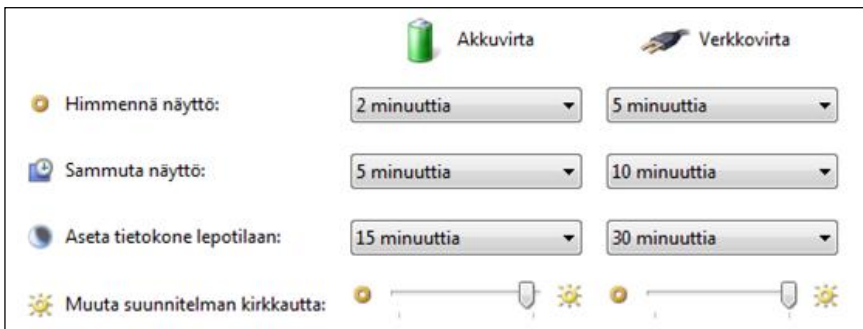 Akkuvirta Verkkovirta
Himmennä näyttö: 2 minuuttia 5 minuuttia
Sammuta näyttö: 5 minuuttia 10 minuuttia
Aseta tietokone lepotilaan: 15 minuuttia 30 minuuttia
Muuta suunnitelman kirkkautta: